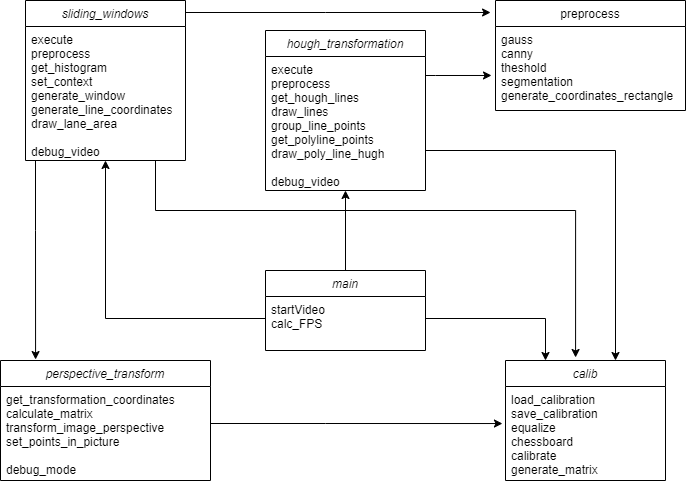 sliding_windows
execute
preprocess
get_histogram
set_context
generate_window
generate_line_coordinates
draw_lane_area
debug_video
hough_transformation
execute
preprocess
get_hough_lines
draw_lines
group_line_points
get_polyline_points
draw_poly_line_hugh
debug_video
preprocess
gauss
canny
theshold
segmentation
generate_coordinates_rectangle
main
startVideo
calc_FPS
perspective_transform
get_transformation_coordinates
calculate_matrix
transform_image_perspective
set_points_in_picture
debug_mode
calib
load_calibration
save_calibration
equalize
chessboard
calibrate
generate_matrix